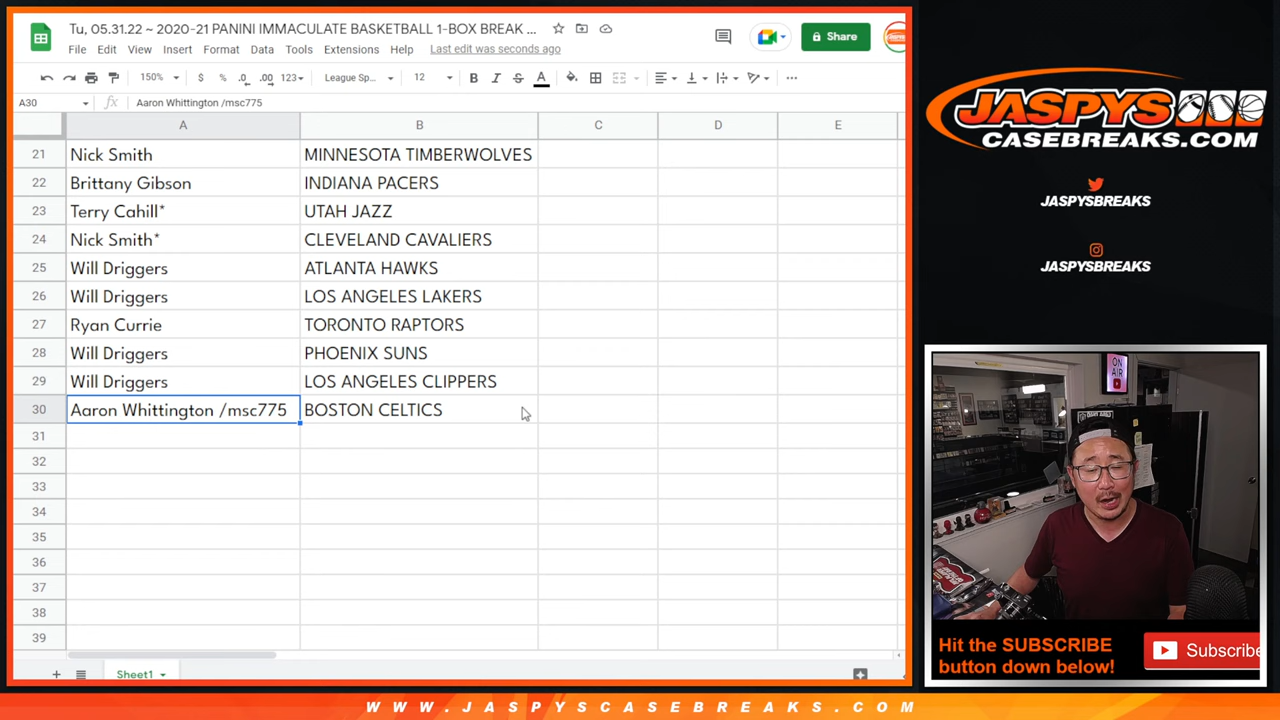 Tu, 05.31.22 ~ 2020-21 PANINI IMMACULATE BASKETBALL 1-BOX BREAK ...
File Edit View Insert Format Data Tools Extensions Help Last edit was seconds ago
Share
150% $ % .0 .00 123 League Sp... 12 B I S A
A30 fx Aaron Whittington /msc775
A B C D E
21 Nick Smith MINNESOTA TIMBERWOLVES
22 Brittany Gibson INDIANA PACERS
23 Terry Cahill* UTAH JAZZ
24 Nick Smith* CLEVELAND CAVALIERS
25 Will Driggers ATLANTA HAWKS
26 Will Driggers LOS ANGELES LAKERS
27 Ryan Currie TORONTO RAPTORS
28 Will Driggers PHOENIX SUNS
29 Will Driggers LOS ANGELES CLIPPERS
30 Aaron Whittington /msc775 BOSTON CELTICS
31
32
33
34
35
36
37
38
39
Sheet1
JASPYS
CASEBREAKS.COM
JASPYSBREAKS
JASPYSBREAKS
ON AIR
Hit the SUBSCRIBE
button down below!
Subscribe
WWW.JASPYSCASEBREAKS.COM